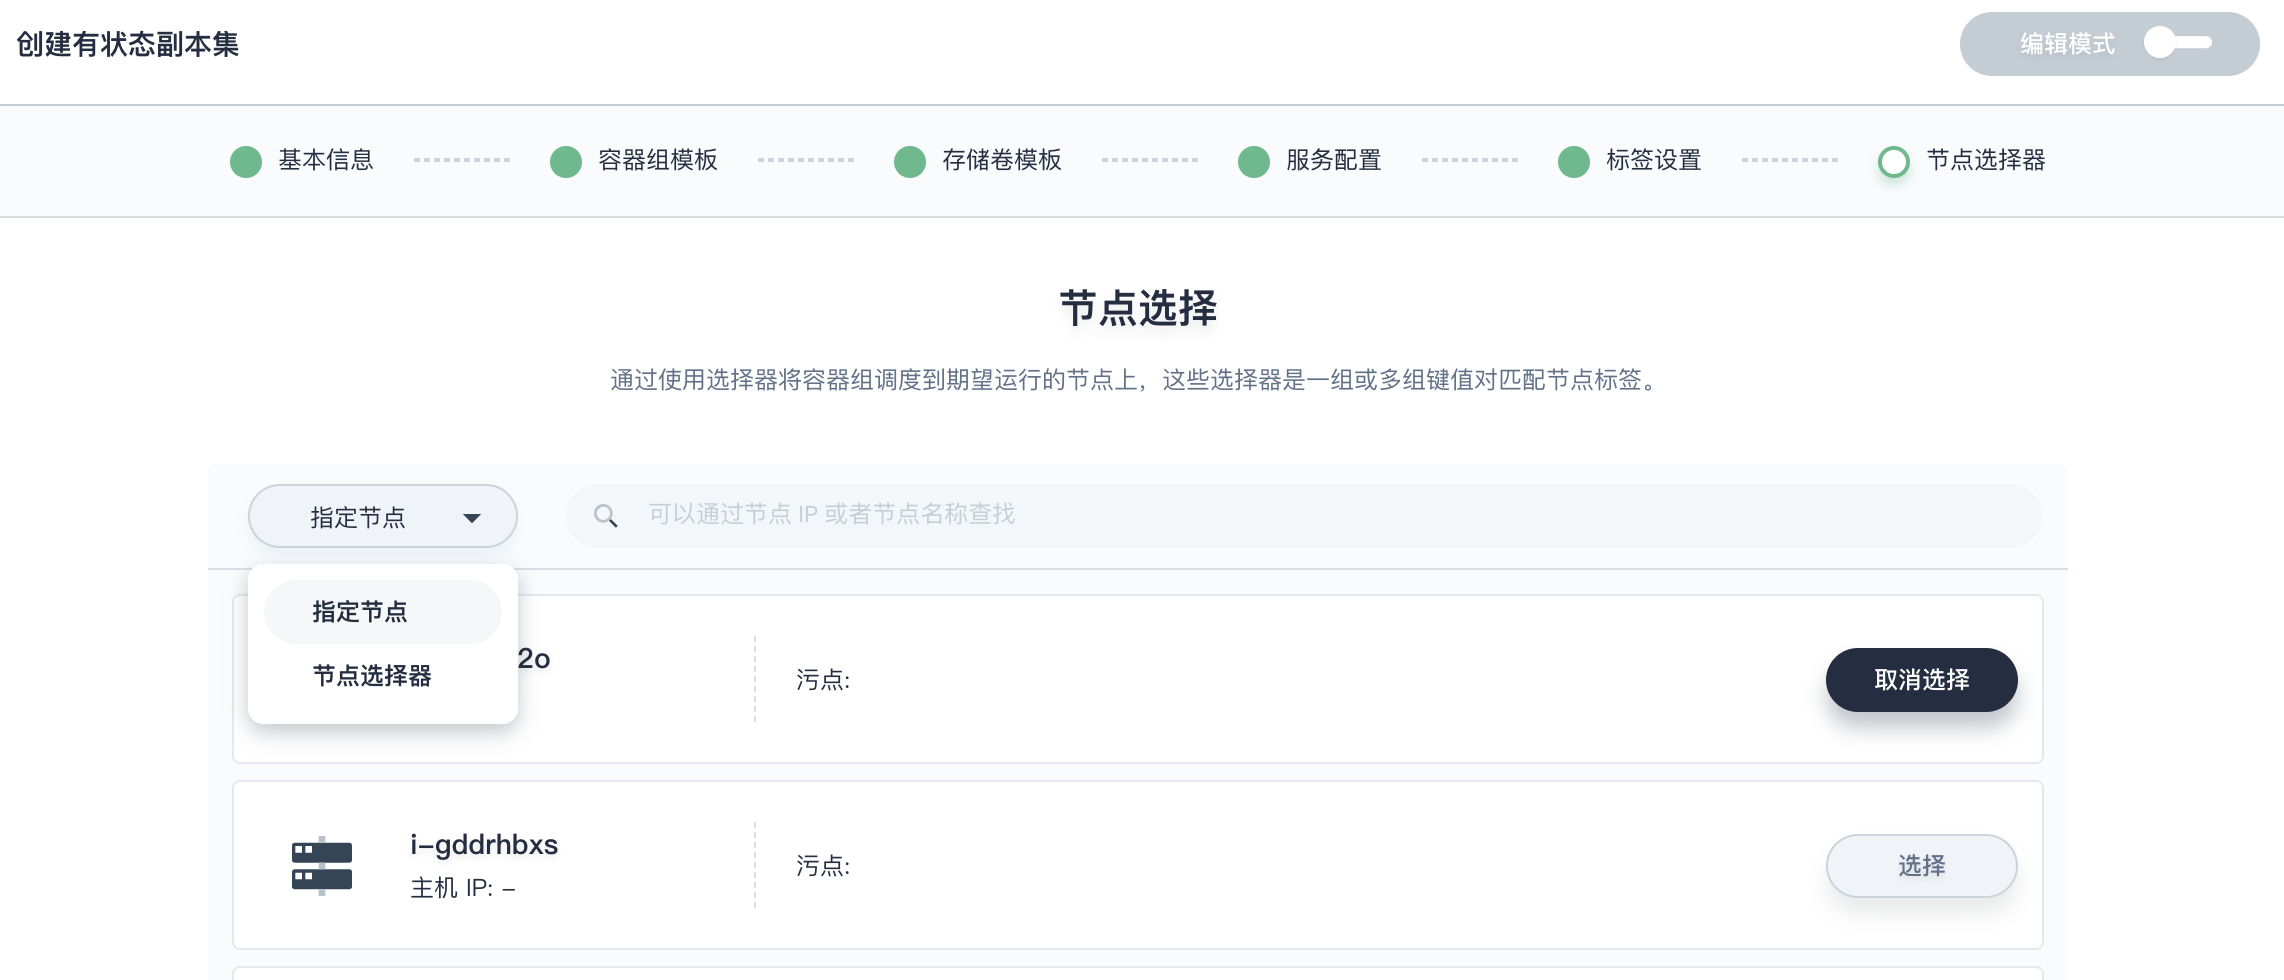 创建有状态副本集
编辑模式
基本信息
容器组模板
存储卷模板
服务配置
标签设置
节点选择器
节点选择
通过使用选择器将容器组调度到期望运行的节点上，这些选择器是一组或多组键值对匹配节点标签。
指定节点
可以通过节点 IP 或者节点名称查找
指定节点
节点选择器
2o
污点:
取消选择
i-gddrhbxs
主机 IP: -
污点:
选择